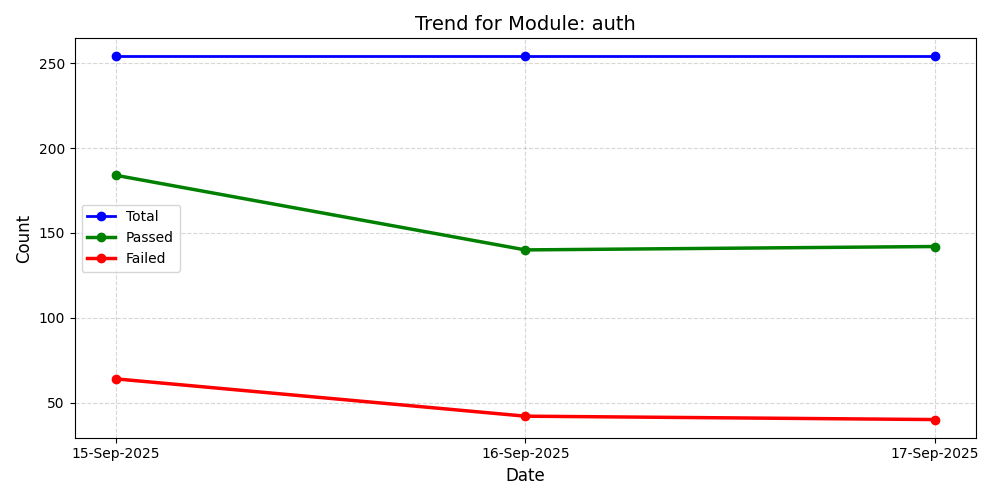 Trend for Module: auth
Count
250
200
150
100
50
Total
Passed
Failed
15-Sep-2025
16-Sep-2025
17-Sep-2025
Date